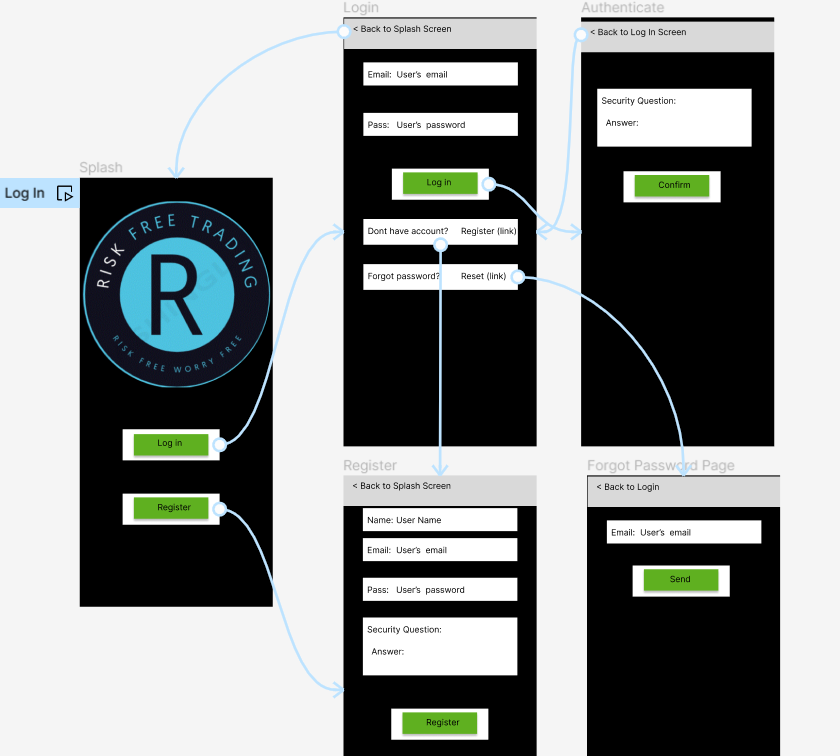 Log In
Splash
RISK FREE TRADING
R
RISK FREE WORRY FREE
Log in
Register
Login
< Back to Splash Screen
Email: User's email
Pass: User's password
Log in
Dont have account? Register (link)
Forgot password? Reset (link)
Authenticate
< Back to Log In Screen
Security Question:
Answer:
Confirm
Register
< Back to Splash Screen
Name: User Name
Email: User's email
Pass: User's password
Security Question:
Answer:
Register
Forgot Password Page
< Back to Login
Email: User's email
Send